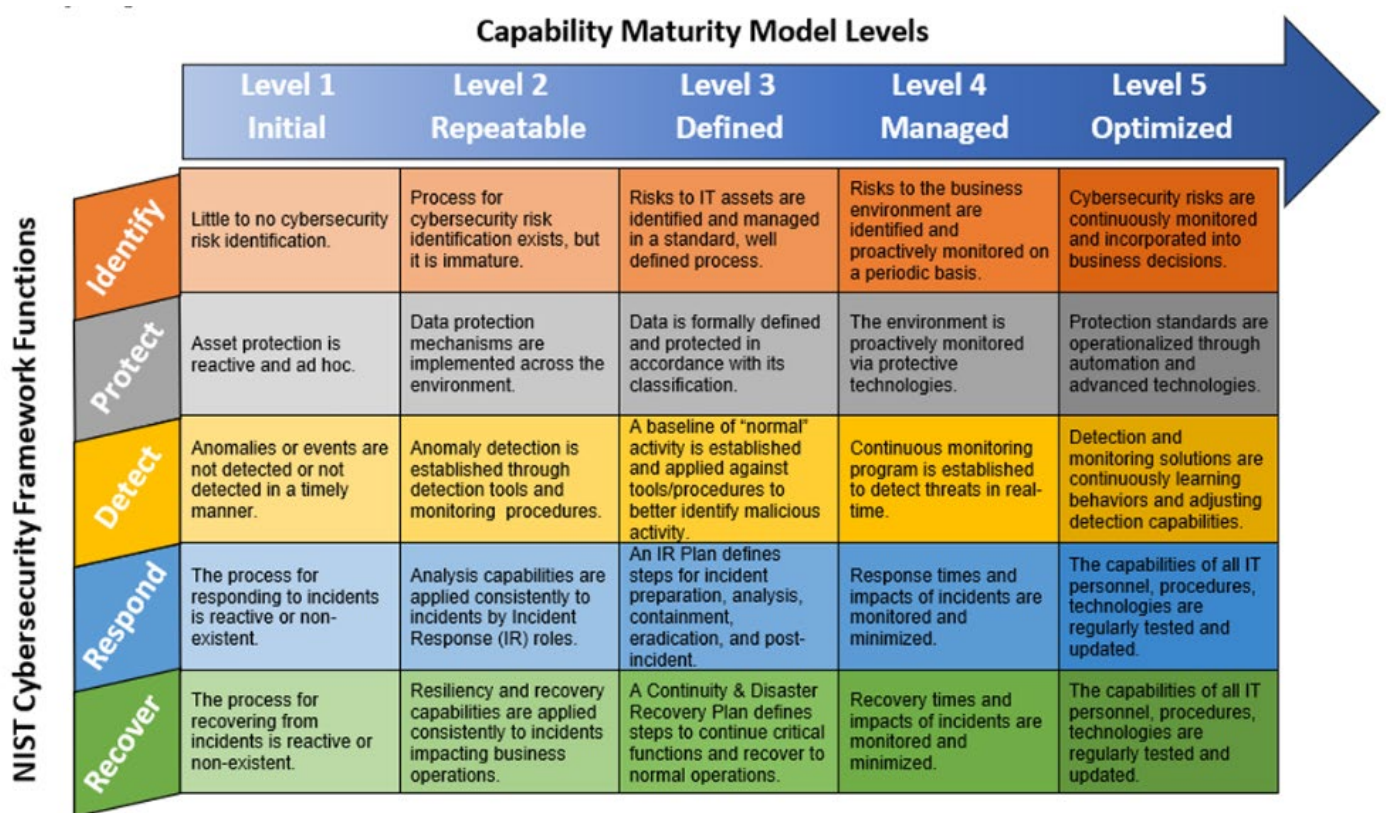 Capability Maturity Model Levels
Level 1
Initial
Level 2
Repeatable
Level 3
Defined
Level 4
Managed
Level 5
Optimized
NIST Cybersecurity Framework Functions
Identify
Little to no cybersecurity
risk identification.
Process for
cybersecurity risk
identification exists, but
it is immature.
Risks to IT assets are
identified and managed
in a standard, well
defined process.
Risks to the business
environment are
identified and
proactively monitored on
a periodic basis.
Cybersecurity risks are
continuously monitored
and incorporated into
business decisions.
Protect
Asset protection is
reactive and ad hoc.
Data protection
mechanisms are
implemented across the
environment.
Data is formally defined
and protected in
accordance with its
classification.
The environment is
proactively monitored
via protective
technologies.
Protection standards are
operationalized through
automation and
advanced technologies.
Detect
Anomalies or events are
not detected or not
detected in a timely
manner.
Anomaly detection is
established through
detection tools and
monitoring procedures.
A baseline of “normal”
activity is established
and applied against
tools/procedures to
better identify malicious
activity.
Continuous monitoring
program is established
to detect threats in real-
time.
Detection and
monitoring solutions are
continuously learning
behaviors and adjusting
detection capabilities.
Respond
The process for
responding to incidents
is reactive or non-
existent.
Analysis capabilities are
applied consistently to
incidents by Incident
Response (IR) roles.
An IR Plan defines
steps for incident
preparation, analysis,
containment,
eradication, and post-
incident.
Response times and
impacts of incidents are
monitored and
minimized.
The capabilities of all IT
personnel, procedures,
technologies are
regularly tested and
updated.
Recover
The process for
recovering from
incidents is reactive or
non-existent.
Resiliency and recovery
capabilities are applied
consistently to incidents
impacting business
operations.
A Continuity & Disaster
Recovery Plan defines
steps to continue critical
functions and recover to
normal operations.
Recovery times and
impacts of incidents are
monitored and
minimized.
The capabilities of all IT
personnel, procedures,
technologies are
regularly tested and
updated.